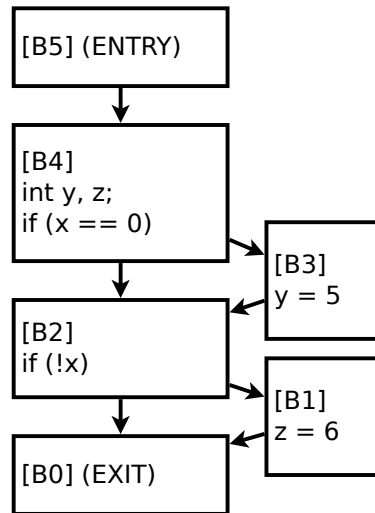 [B5] (ENTRY)
[B4]
int y, z;
if (x == 0)
[B3]
y = 5
[B2]
if (!x)
[B1]
z = 6
[B0] (EXIT)